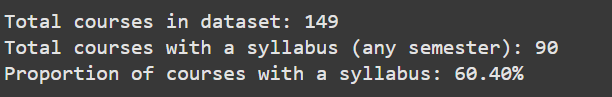 Total courses in dataset: 149
Total courses with a syllabus (any semester): 90
Proportion of courses with a syllabus: 60.40%